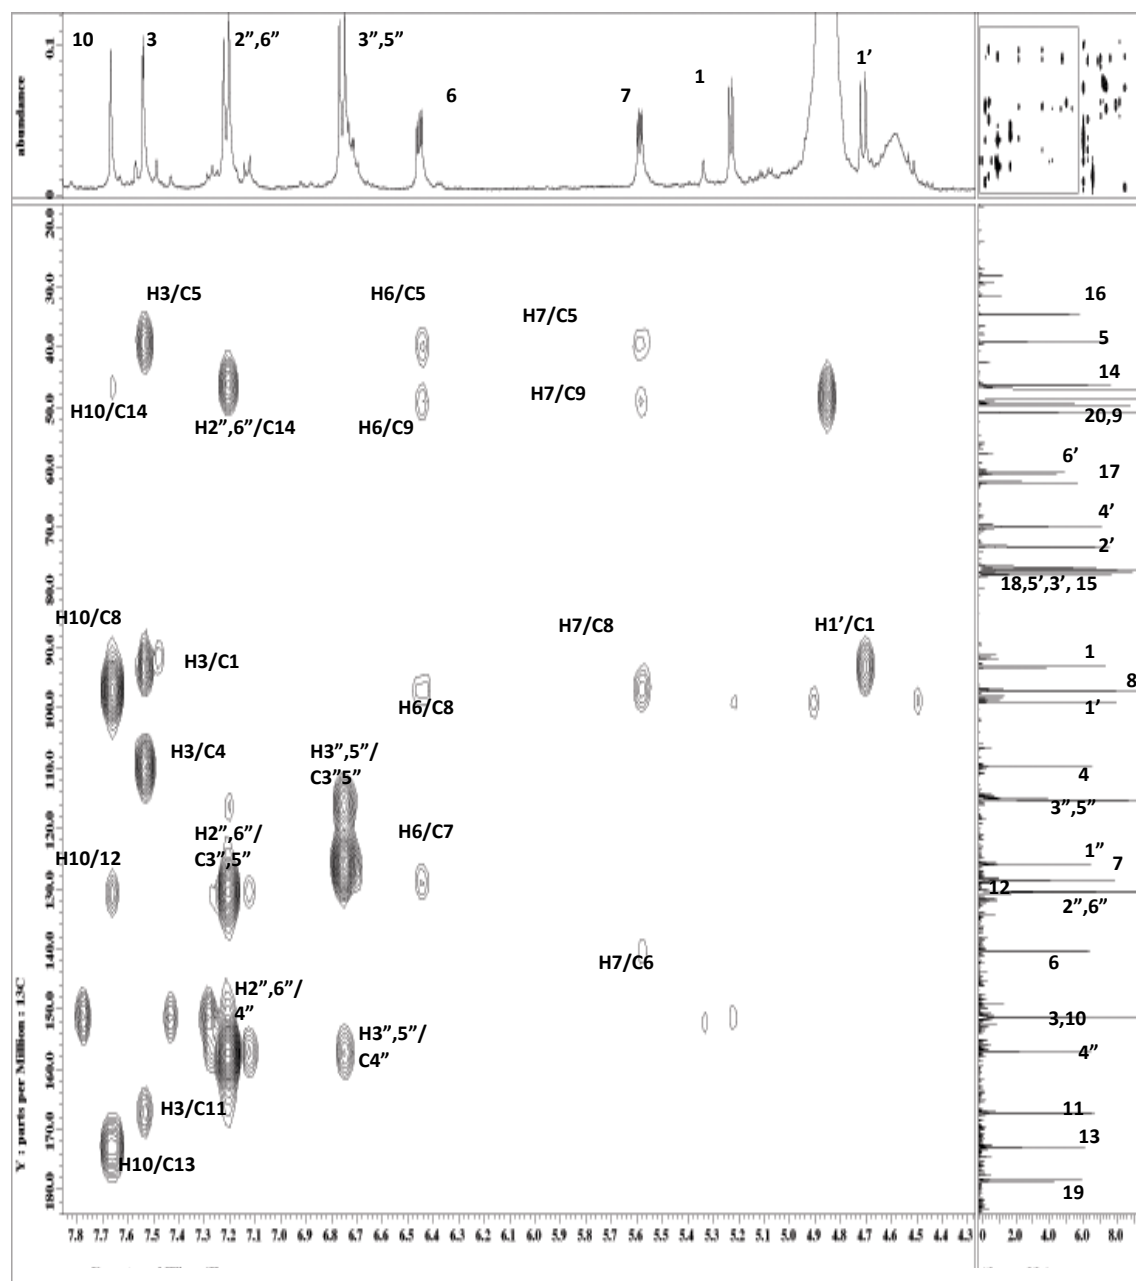 10
3
2”,6”
3”,5”
6
7
1
1’
abundance
0.1
0
20.0
30.0
40.0
50.0
60.0
70.0
80.0
90.0
100.0
110.0
120.0
130.0
140.0
150.0
160.0
170.0
180.0
Y : parts per Million : 13C
H3/C5
H6/C5
H7/C5
H10/C14
H2”,6”/C14
H6/C9
H7/C9
H10/C8
H3/C1
H7/C8
H1’/C1
H6/C8
H3/C4
H3”,5”/
C3”5”
H10/12
H2”,6”/
C3”,5”
H6/C7
H7/C6
H2”,6”/
4”
H3”,5”/
C4”
H3/C11
H10/C13
16
5
14
20,9
6’
17
4’
2’
18,5’,3’, 15
1
8
1’
4
3”,5”
1”
7
12
2”,6”
6
3,10
4”
11
13
19
7.8 7.7 7.6 7.5 7.4 7.3 7.2 7.1 7.0 6.9 6.8 6.7 6.6 6.5 6.4 6.3 6.2 6.1 6.0 5.9 5.8 5.7 5.6 5.5 5.4 5.3 5.2 5.1 5.0 4.9 4.8 4.7 4.6 4.5 4.4 4.3
0 2.0 4.0 6.0 8.0